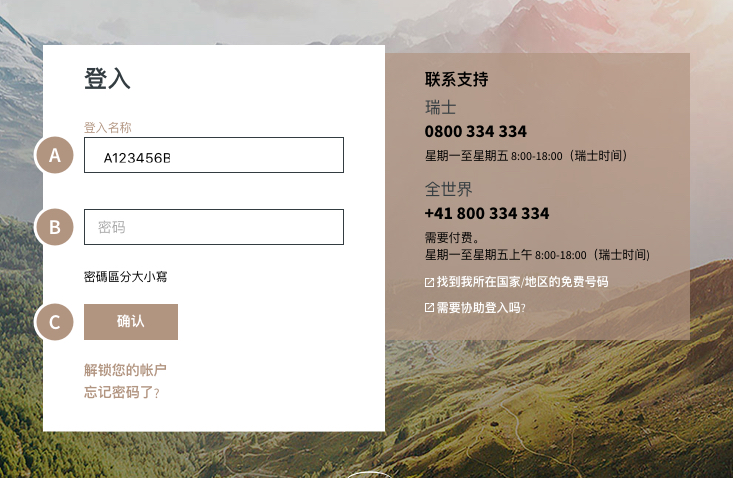 登入
登入名称
A
A123456B
B
密码
密碼區分大小寫
C
确认
解锁您的帐户
忘记密码了?
联系支持
瑞士
0800 334 334
星期一至星期五 8:00-18:00（瑞士时间）
全世界
+41 800 334 334
需要付费。
星期一至星期五上午 8:00-18:00（瑞士时间)
找到我所在国家/地区的免费号码
需要协助登入吗?